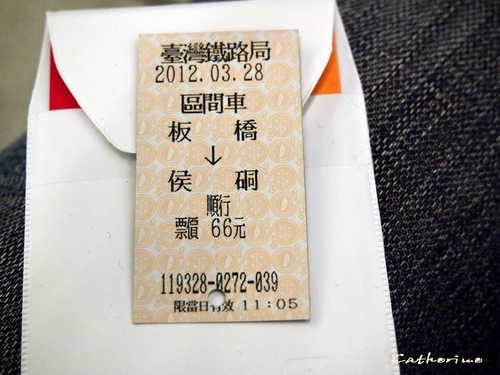 臺灣鐵路局
2012.03.28
區間車
板 橋
↓
侯 硐
順行
票價 66元
119328-0272-039
限當日有效 11:05
Catherine